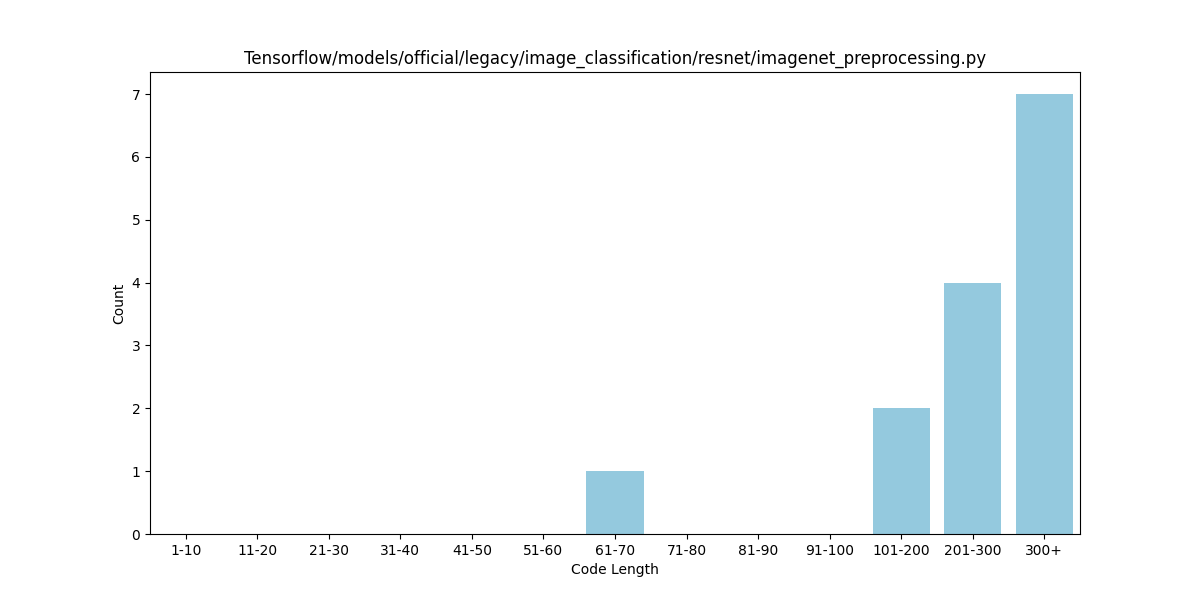 Tensorflow/models/official/legacy/image_classification/resnet/imagenet_preprocessing.py
7
6
5
4
3
2
1
0
Count
1-10 11-20 21-30 31-40 41-50 51-60 61-70 71-80 81-90 91-100 101-200 201-300 300+
Code Length